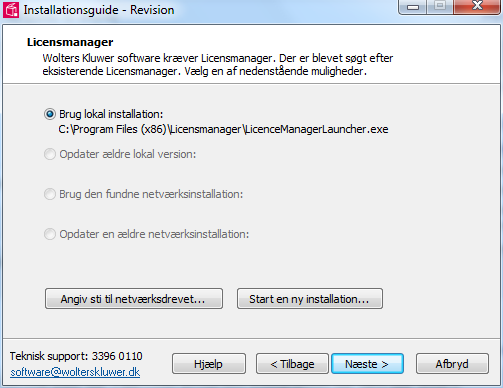 Installationsguide - Revision
Licensmanager
Wolters Kluwer software kræver Licensmanager. Der er blevet søgt efter
eksisterende Licensmanager. Vælg en af nedenstående muligheder.
Brug lokal installation:
C:\Program Files (x86)\Licensmanager\LicenceManagerLauncher.exe
Opdater ældre lokal version:
Brug den fundne netværksinstallation:
Opdater en ældre netværksinstallation:
Angiv sti til netværksdrevet...
Start en ny installation...
Teknisk support: 3396 0110
software@wolterskluwer.dk
Hjælp
< Tilbage
Næste >
Afbryd